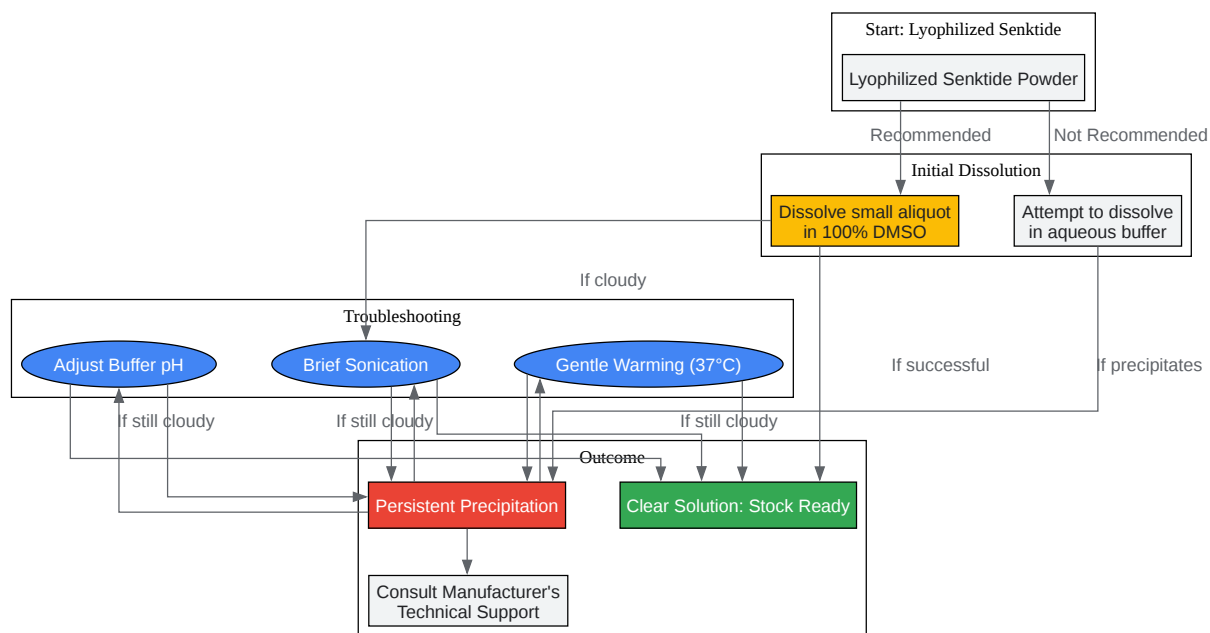 Start: Lyophilized Senktide
Lyophilized Senktide Powder
Recommended
Not Recommended
Initial Dissolution
Dissolve small aliquot
in 100% DMSO
Attempt to dissolve
in aqueous buffer
If cloudy
Troubleshooting
Adjust Buffer pH
Brief Sonication
Gentle Warming (37°C)
If successful
If precipitates
If still cloudy
If still cloudy
If still cloudy
Outcome
Persistent Precipitation
Clear Solution: Stock Ready
Consult Manufacturer's
Technical Support